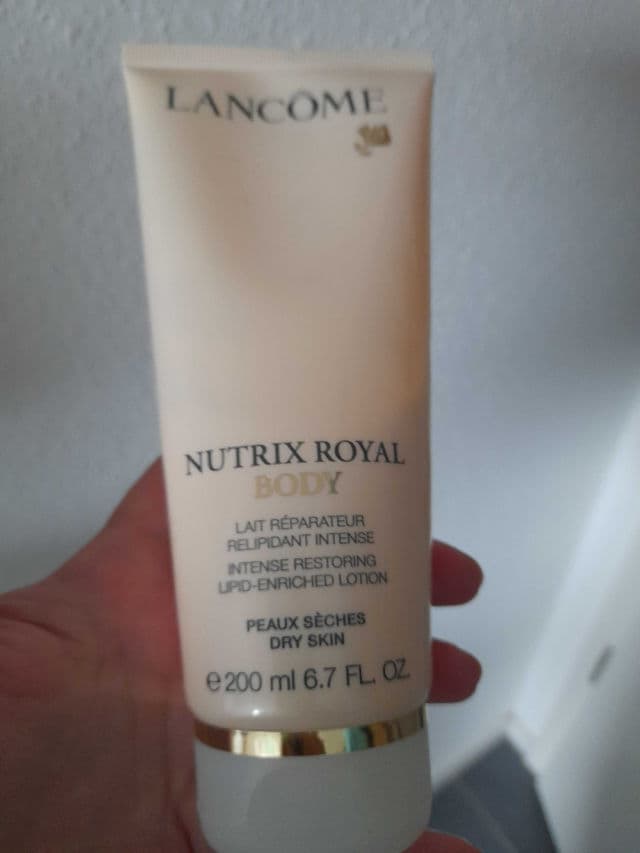 LANCÔME
NUTRIX ROYAL
BODY
LAIT RÉPARATEUR
RELIPIDANT INTENSE
INTENSE RESTORING
LIPID-ENRICHED LOTION
PEAUX SÈCHES
DRY SKIN
e 200 ml 6.7 FL. OZ.